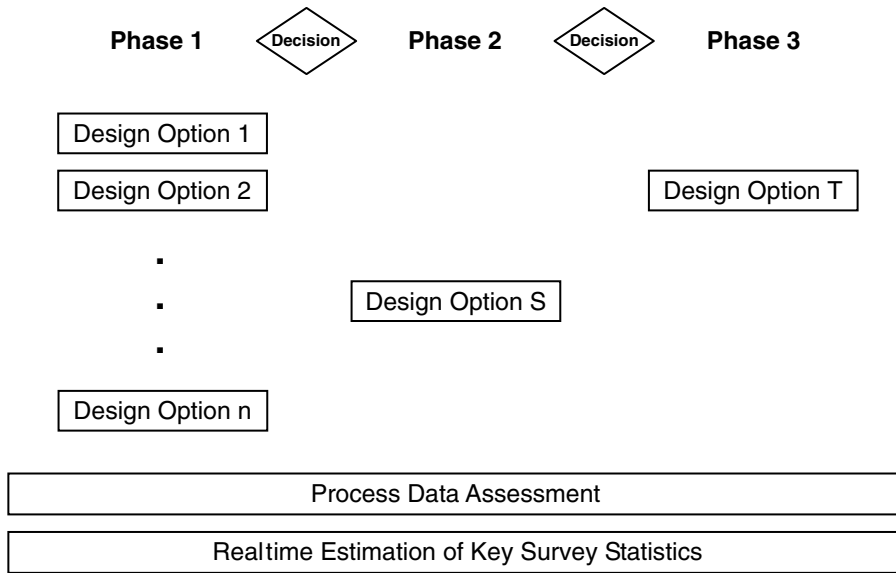 Phase 1 Decision Phase 2 Decision Phase 3
Design Option 1
Design Option 2 Design Option T
Design Option S
Design Option n
Process Data Assessment
Realtime Estimation of Key Survey Statistics